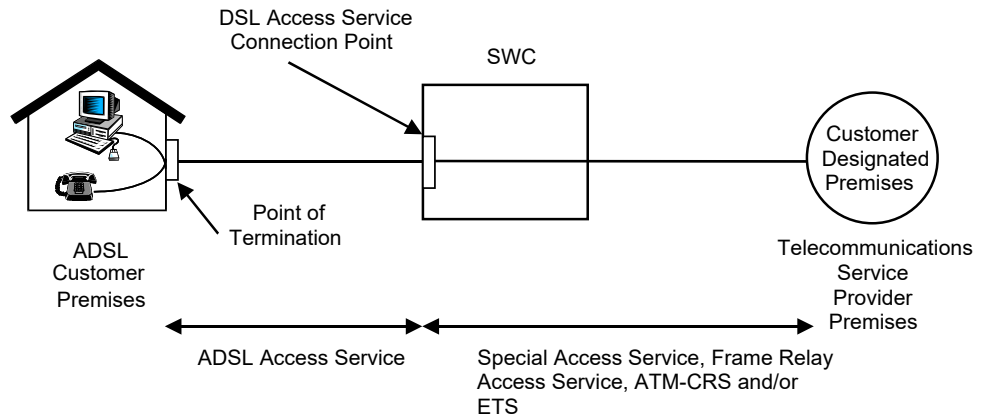 DSL Access Service
Connection Point
SWC
Customer
Designated
Premises
Point of
Termination
ADSL
Customer
Premises
Telecommunications
Service
Provider
Premises
ADSL Access Service
Special Access Service, Frame Relay
Access Service, ATM-CRS and/or
ETS